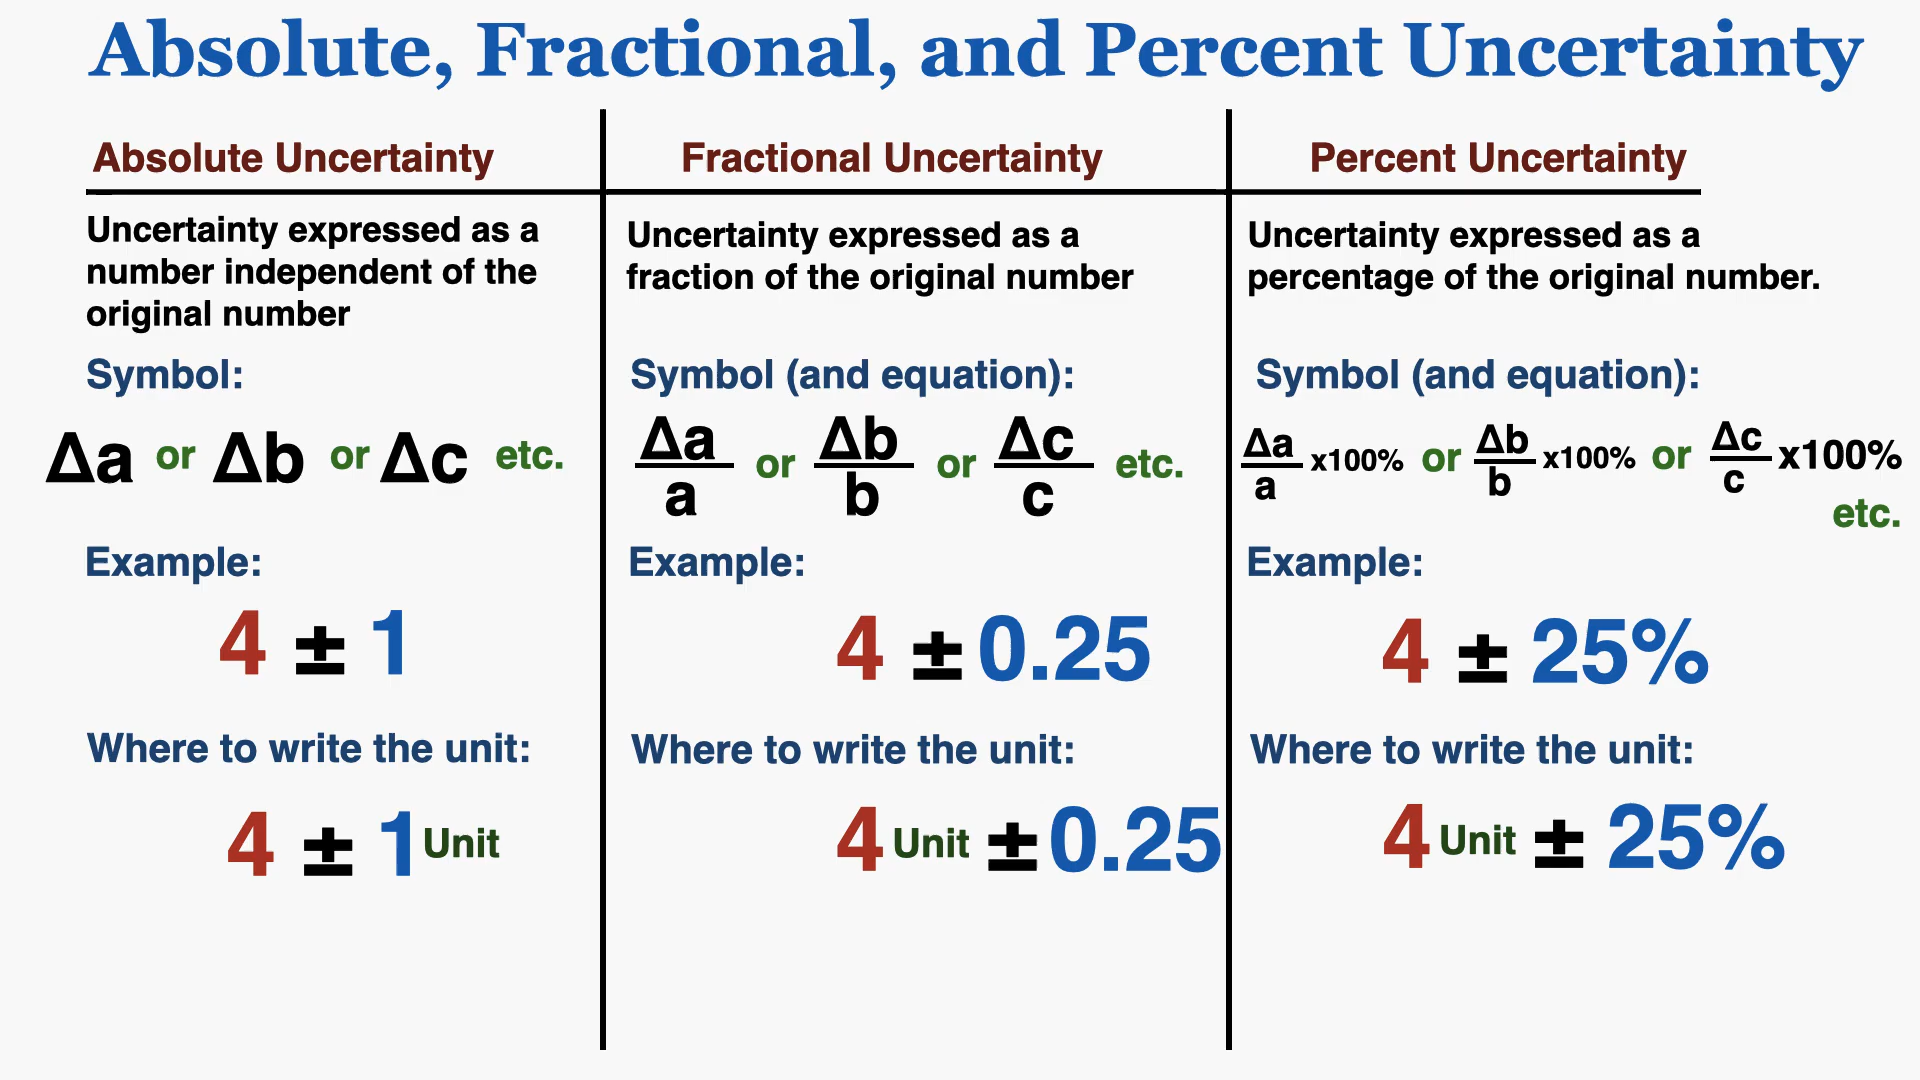 Absolute, Fractional, and Percent Uncertainty
Absolute Uncertainty
Uncertainty expressed as a
number independent of the
original number
Symbol:
Δa or Δb or Δc etc.
Example:
4 ± 1
Where to write the unit:
4 ± 1 Unit
Fractional Uncertainty
Uncertainty expressed as a
fraction of the original number
Symbol (and equation):
Δa/a or Δb/b or Δc/c etc.
Example:
4 ± 0.25
Where to write the unit:
4 Unit ± 0.25
Percent Uncertainty
Uncertainty expressed as a
percentage of the original number.
Symbol (and equation):
Δa/a x100% or Δb/b x100% or Δc/c x100%
etc.
Example:
4 ± 25%
Where to write the unit:
4 Unit ± 25%